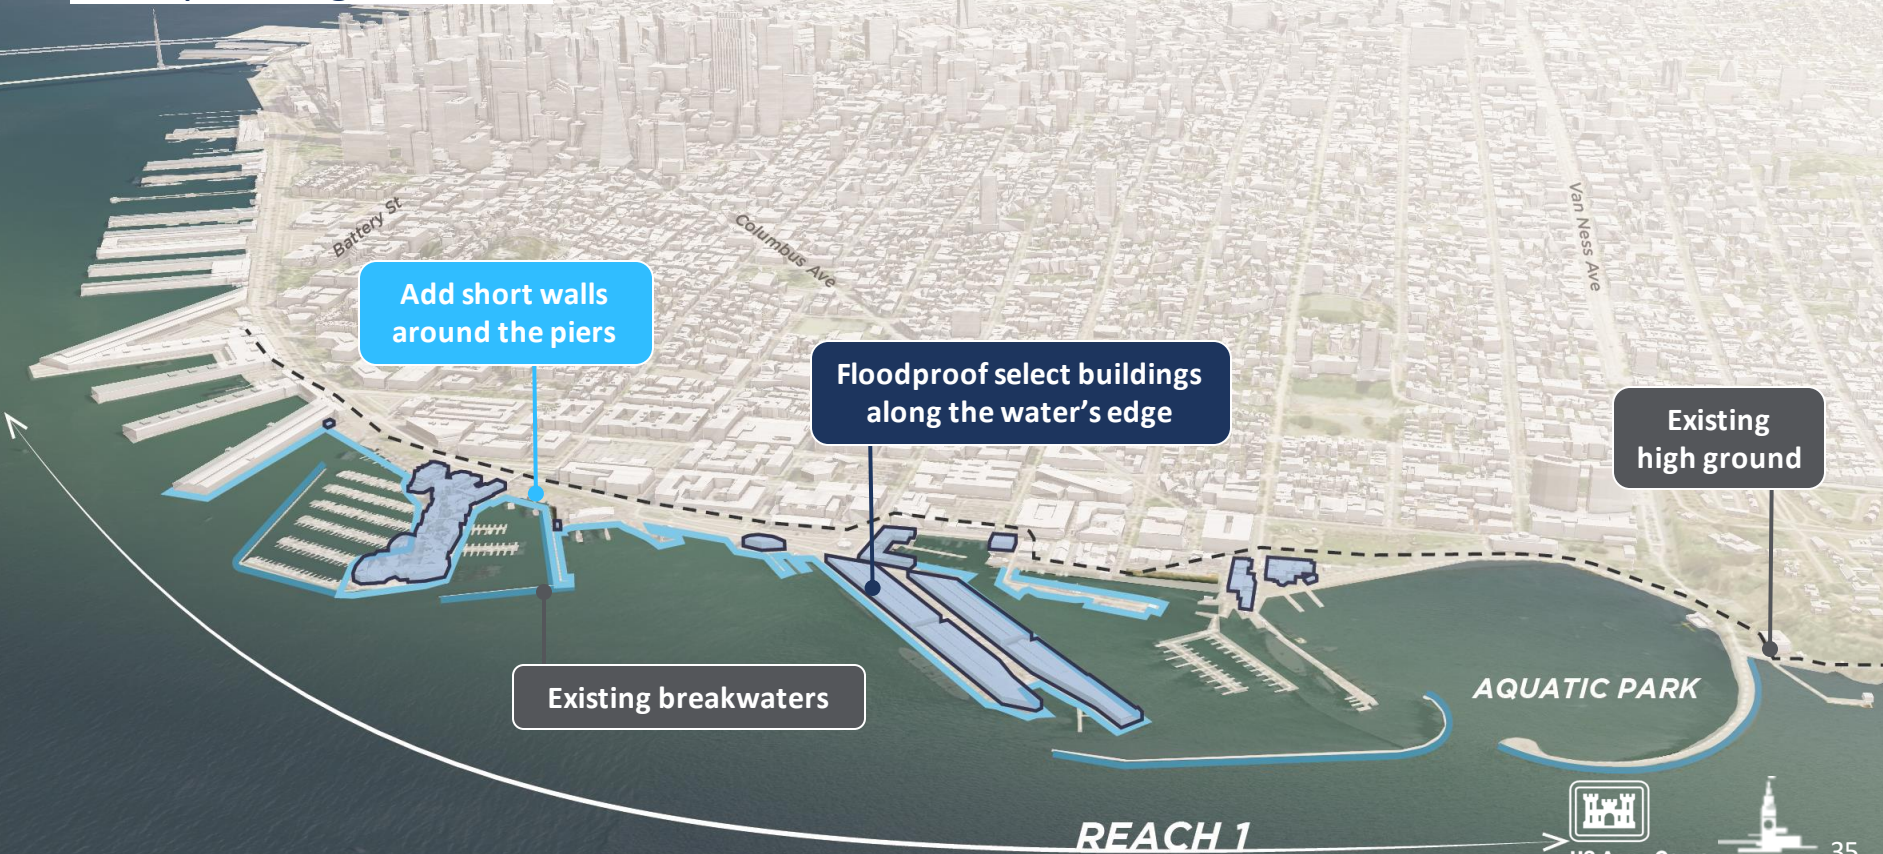 Battery St
Columbus Ave
Van Ness Ave
Add short walls
around the piers
Floodproof select buildings
along the water's edge
Existing
high ground
Existing breakwaters
AQUATIC PARK
REACH 1
35